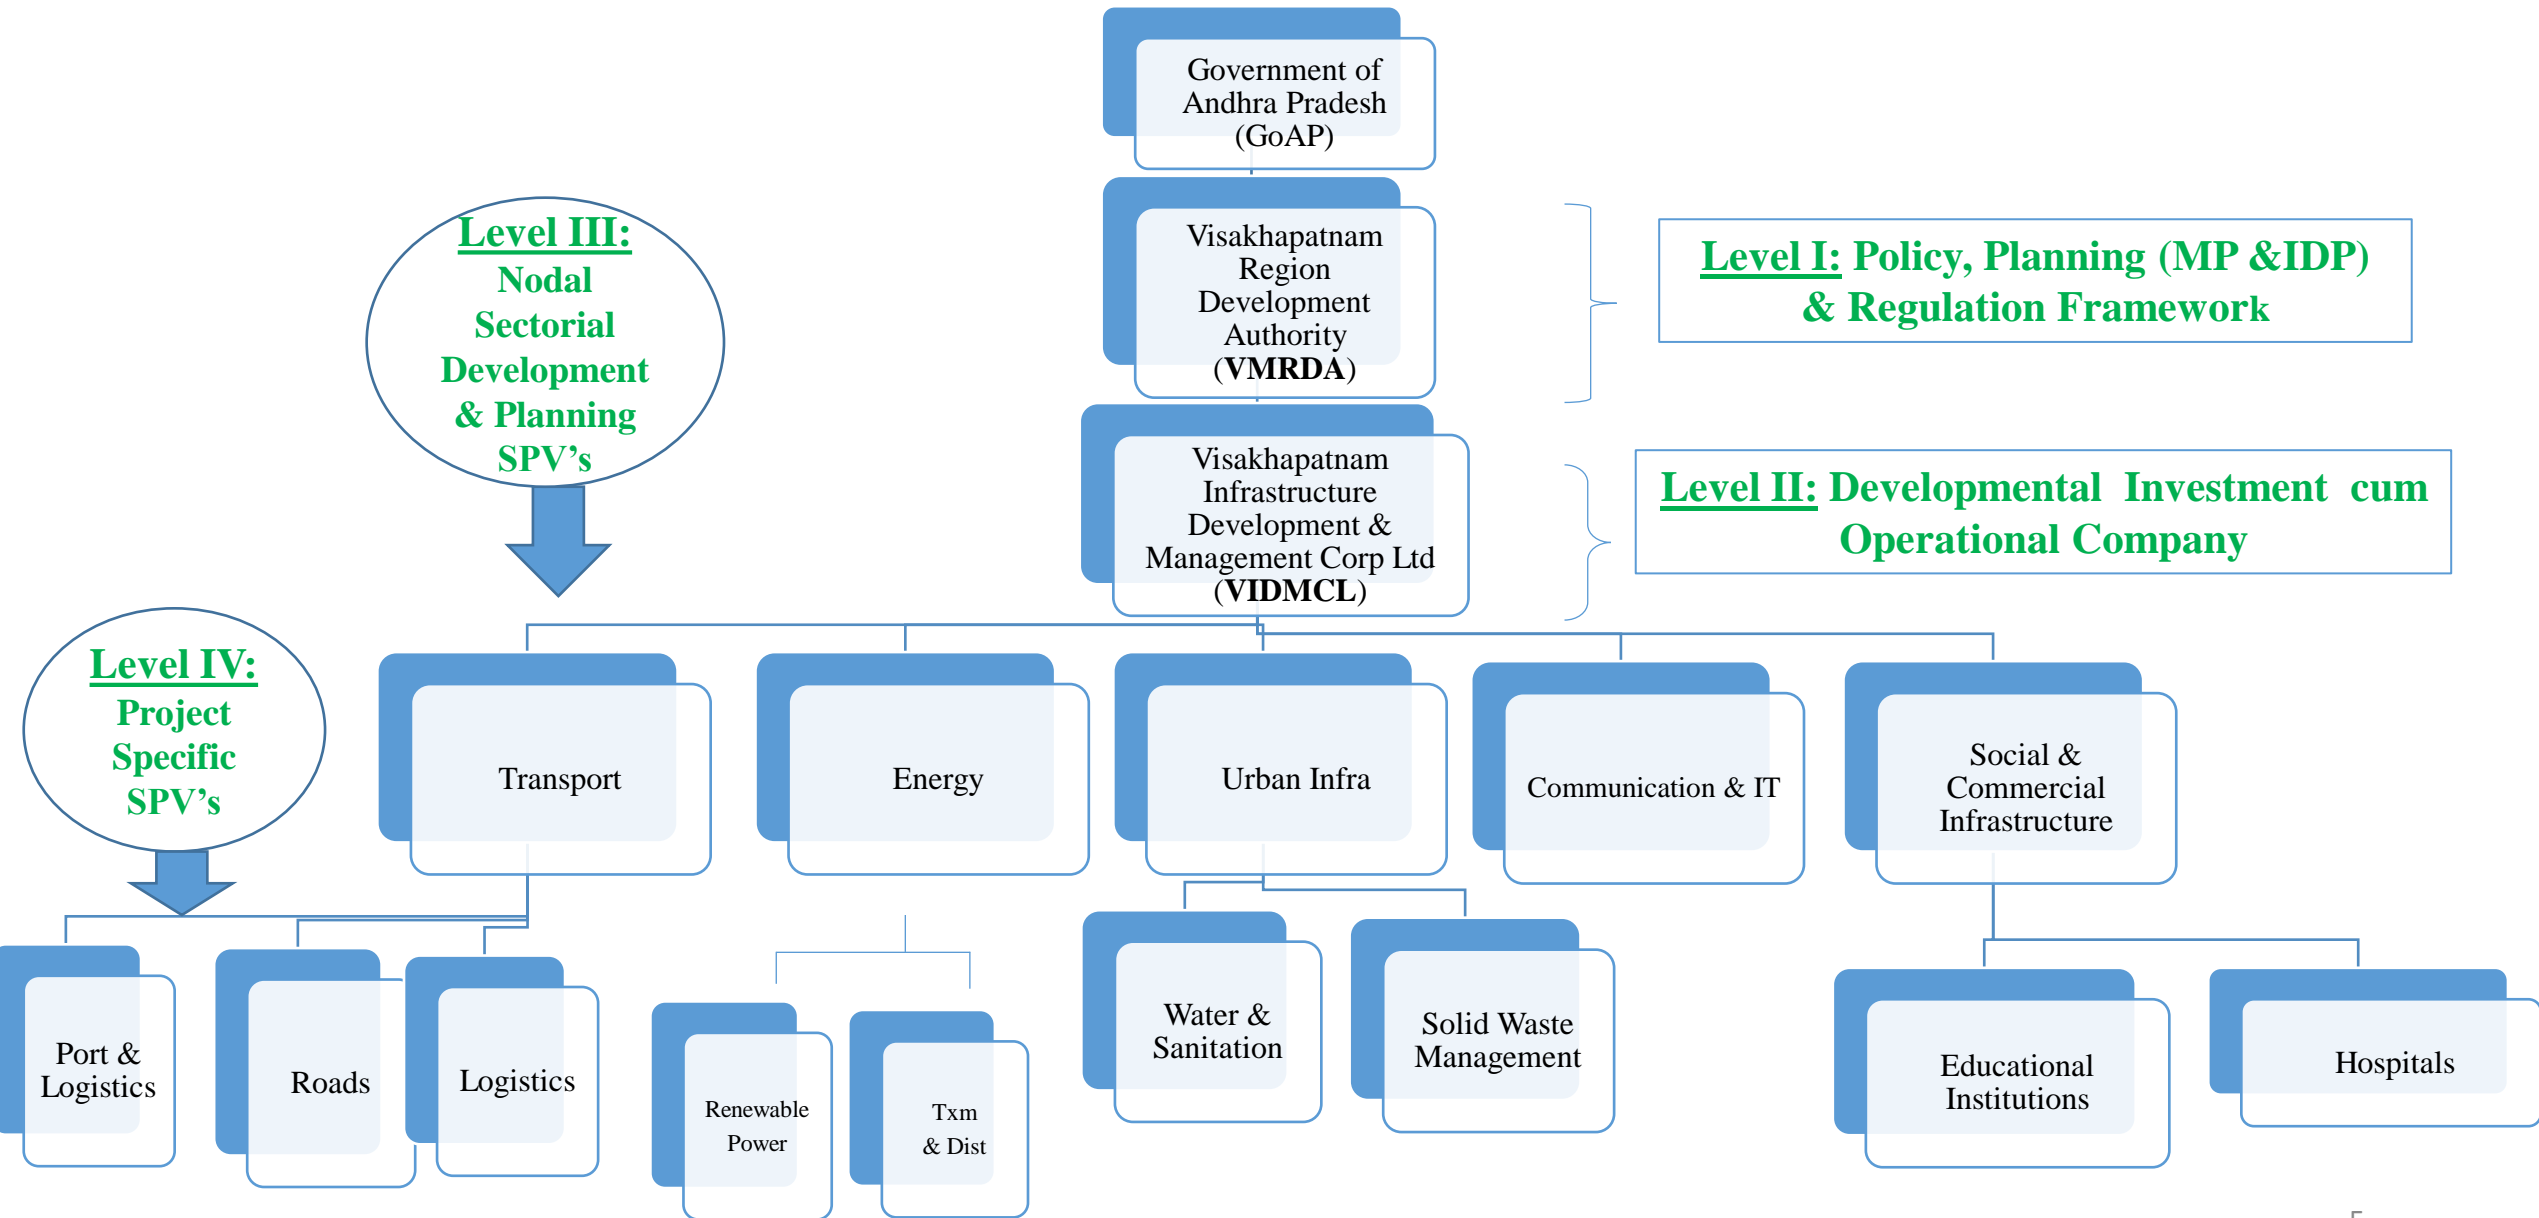 Government of
Andhra Pradesh
(GoAP)
Visakhapatnam
Region
Development
Authority
(VMRDA)
Level I: Policy, Planning (MP &IDP)
& Regulation Framework
Visakhapatnam
Infrastructure
Development &
Management Corp Ltd
(VIDMCL)
Level II: Developmental Investment cum
Operational Company
Level III:
Nodal
Sectorial
Development
& Planning
SPV’s
Transport
Energy
Urban Infra
Communication & IT
Social &
Commercial
Infrastructure
Level IV:
Project
Specific
SPV’s
Port &
Logistics
Roads
Logistics
Renewable
Power
Txm
& Dist
Water &
Sanitation
Solid Waste
Management
Educational
Institutions
Hospitals